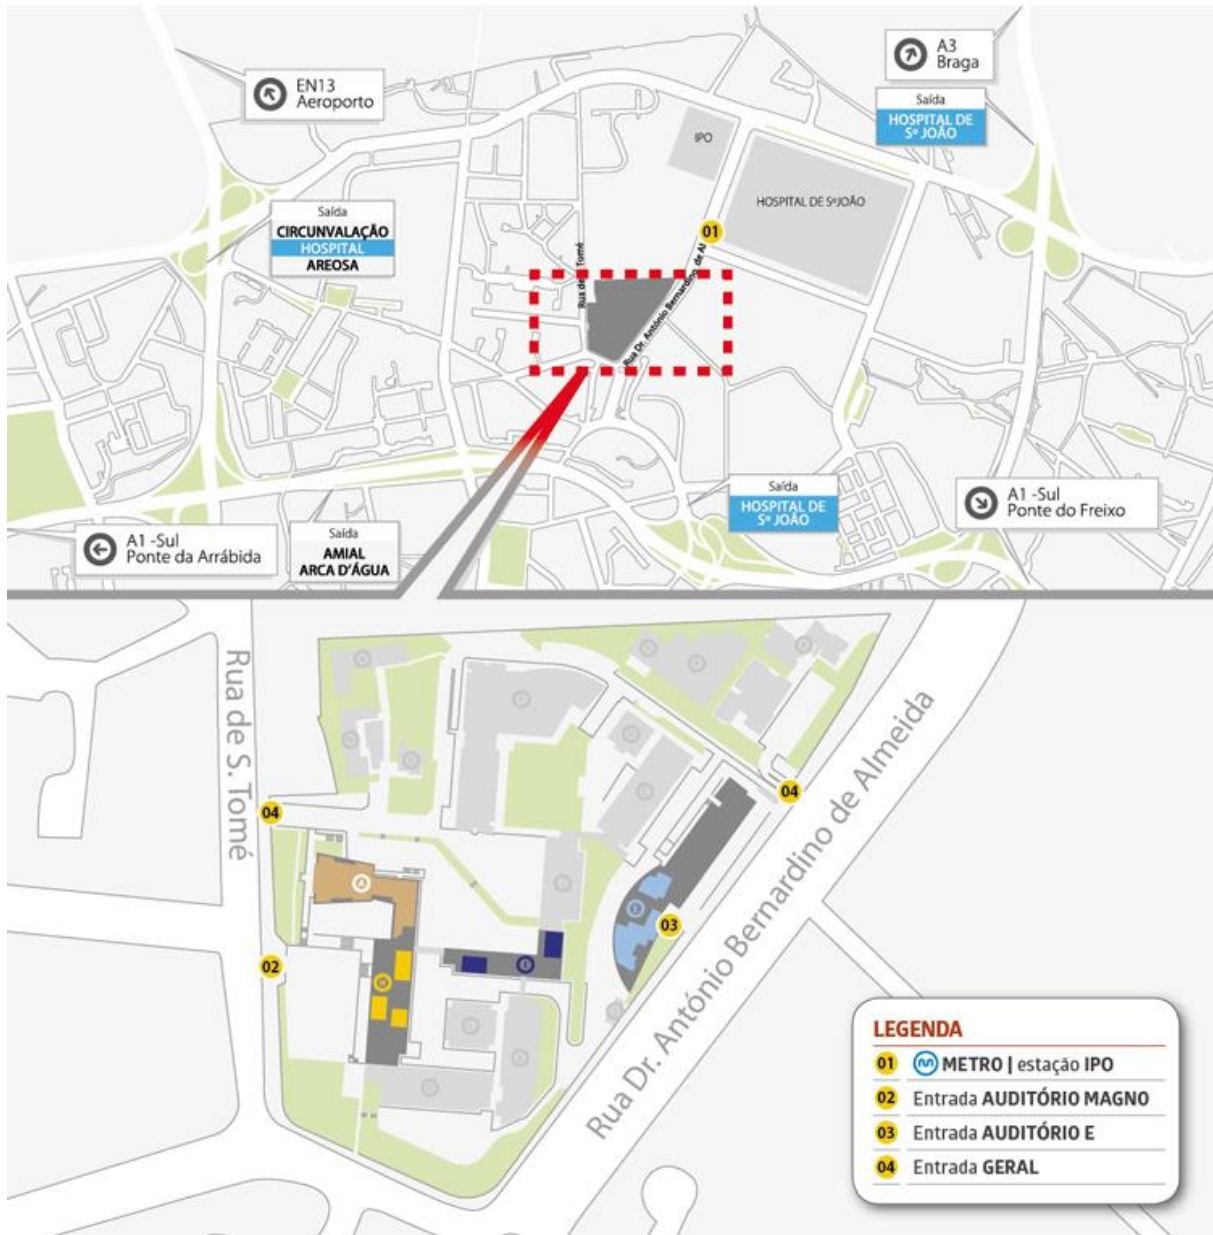 EN13
Aeroporto
A3
Braga
Saída
HOSPITAL DE
Sº JOÃO
IPO
HOSPITAL DE SºJOÃO
Saída
CIRCUNVALAÇÃO
HOSPITAL
AREOSA
01
Rua de Tomé
Rua Dr. António Bernardino de Al
Saída
HOSPITAL DE
Sº JOÃO
A1 -Sul
Ponte do Freixo
A1 -Sul
Ponte da Arrábida
Saída
AMIAL
ARCA D'ÁGUA
Rua de S. Tomé
Rua Dr. António Bernardino de Almeida
04
04
A
03
02
LEGENDA
01 METRO | estação IPO
02 Entrada AUDITÓRIO MAGNO
03 Entrada AUDITÓRIO E
04 Entrada GERAL